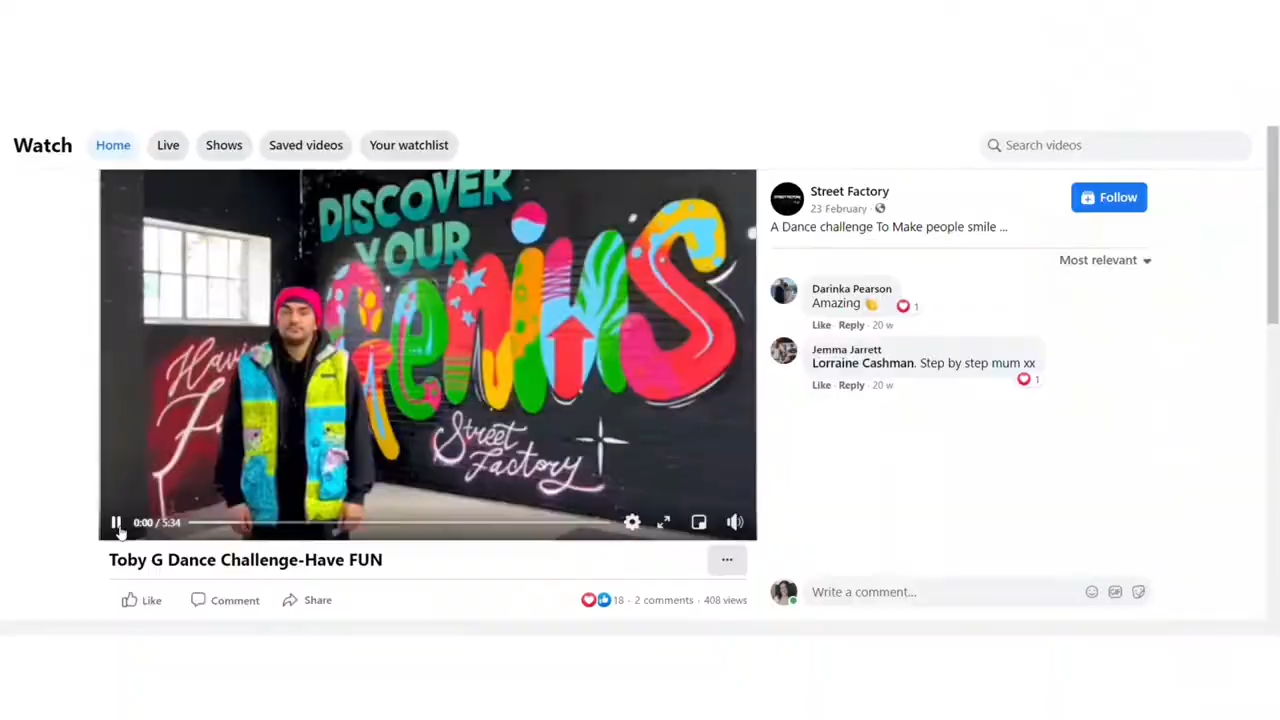 Watch
Home
Live
Shows
Saved videos
Your watchlist
Search videos
DISCOVER
YOUR
GENIUS
Street
Factory
Havi
F
0:00 / 5:34
Toby G Dance Challenge-Have FUN
...
Like
Comment
Share
18 · 2 comments · 408 views
Street Factory
23 February ·
Follow
A Dance challenge To Make people smile ...
Most relevant
Darinka Pearson
Amazing 👏
1
Like · Reply · 20 w
Jemma Jarrett
Lorraine Cashman. Step by step mum xx
1
Like · Reply · 20 w
Write a comment...
GIF